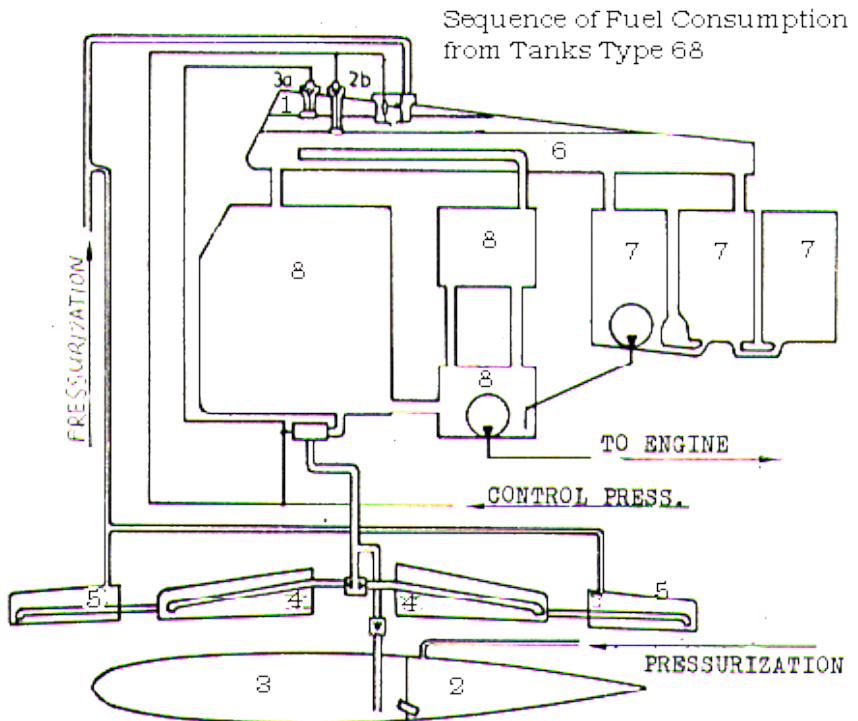 Sequence of Fuel Consumption
from Tanks Type 68
3a
2b
1
6
8
8
7
7
7
PRESSURIZATION
8
TO ENGINE
CONTROL PRESS.
5
4
4
5
PRESSURIZATION
3
2